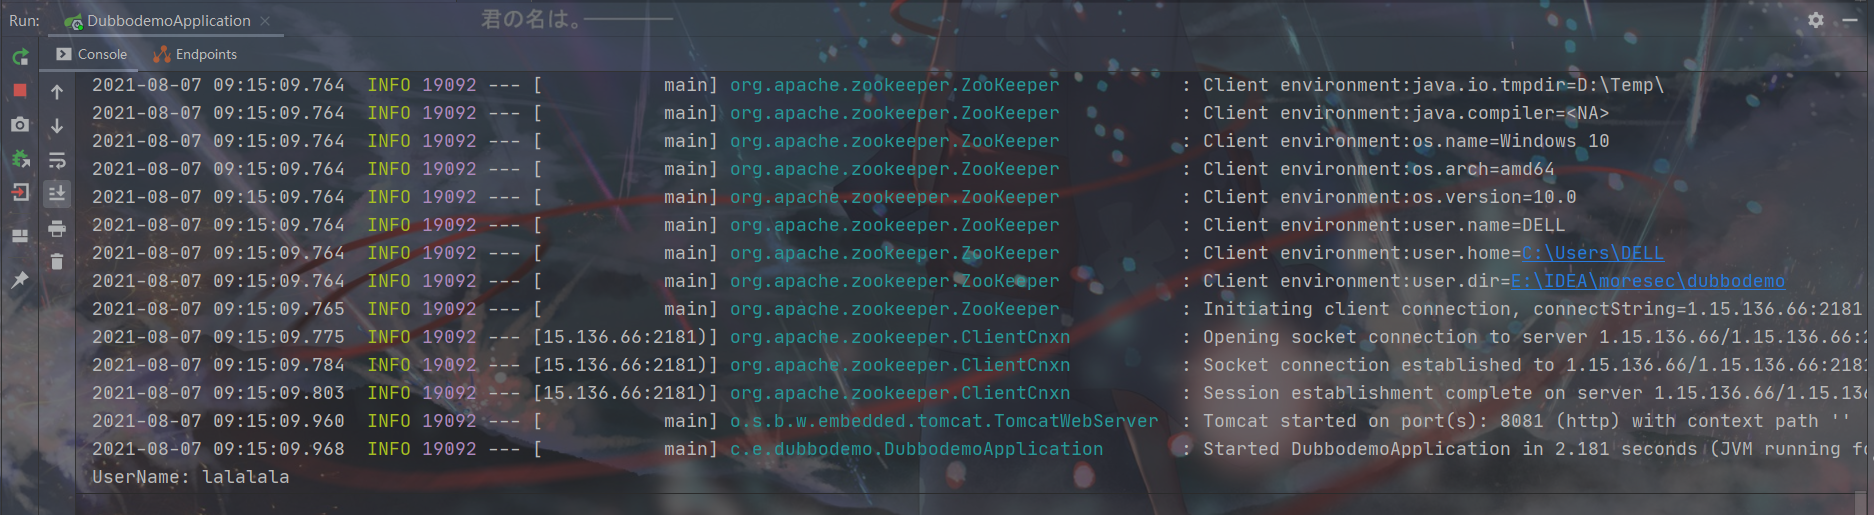 Run: DubbodemoApplication
君の名は。
Console Endpoints
2021-08-07 09:15:09.764  INFO 19092 --- [           main] org.apache.zookeeper.ZooKeeper           : Client environment:java.io.tmpdir=D:\Temp\
2021-08-07 09:15:09.764  INFO 19092 --- [           main] org.apache.zookeeper.ZooKeeper           : Client environment:java.compiler=<NA>
2021-08-07 09:15:09.764  INFO 19092 --- [           main] org.apache.zookeeper.ZooKeeper           : Client environment:os.name=Windows 10
2021-08-07 09:15:09.764  INFO 19092 --- [           main] org.apache.zookeeper.ZooKeeper           : Client environment:os.arch=amd64
2021-08-07 09:15:09.764  INFO 19092 --- [           main] org.apache.zookeeper.ZooKeeper           : Client environment:os.version=10.0
2021-08-07 09:15:09.764  INFO 19092 --- [           main] org.apache.zookeeper.ZooKeeper           : Client environment:user.name=DELL
2021-08-07 09:15:09.764  INFO 19092 --- [           main] org.apache.zookeeper.ZooKeeper           : Client environment:user.home=C:\Users\DELL
2021-08-07 09:15:09.764  INFO 19092 --- [           main] org.apache.zookeeper.ZooKeeper           : Client environment:user.dir=E:\IDEA\moresec\dubbodemo
2021-08-07 09:15:09.765  INFO 19092 --- [           main] org.apache.zookeeper.ZooKeeper           : Initiating client connection, connectString=1.15.136.66:2181
2021-08-07 09:15:09.775  INFO 19092 --- [15.136.66:2181)] org.apache.zookeeper.ClientCnxn          : Opening socket connection to server 1.15.136.66/1.15.136.66:2
2021-08-07 09:15:09.784  INFO 19092 --- [15.136.66:2181)] org.apache.zookeeper.ClientCnxn          : Socket connection established to 1.15.136.66/1.15.136.66:2181
2021-08-07 09:15:09.803  INFO 19092 --- [15.136.66:2181)] org.apache.zookeeper.ClientCnxn          : Session establishment complete on server 1.15.136.66/1.15.136
2021-08-07 09:15:09.960  INFO 19092 --- [           main] o.s.b.w.embedded.tomcat.TomcatWebServer  : Tomcat started on port(s): 8081 (http) with context path ''
2021-08-07 09:15:09.968  INFO 19092 --- [           main] c.e.dubbodemo.DubbodemoApplication       : Started DubbodemoApplication in 2.181 seconds (JVM running fo
UserName: lalalala